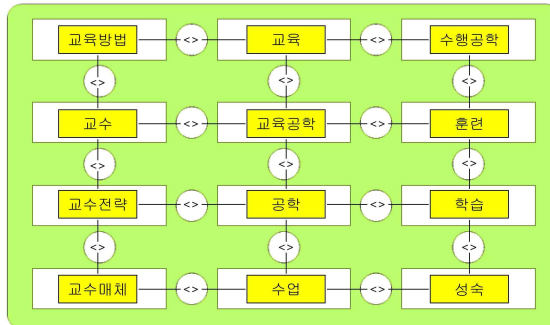 교육방법 <> 교육 <> 수행공학
<> <> <>
교수 <> 교육공학 <> 훈련
<> <> <>
교수전략 <> 공학 <> 학습
<> <> <>
교수매체 <> 수업 <> 성숙